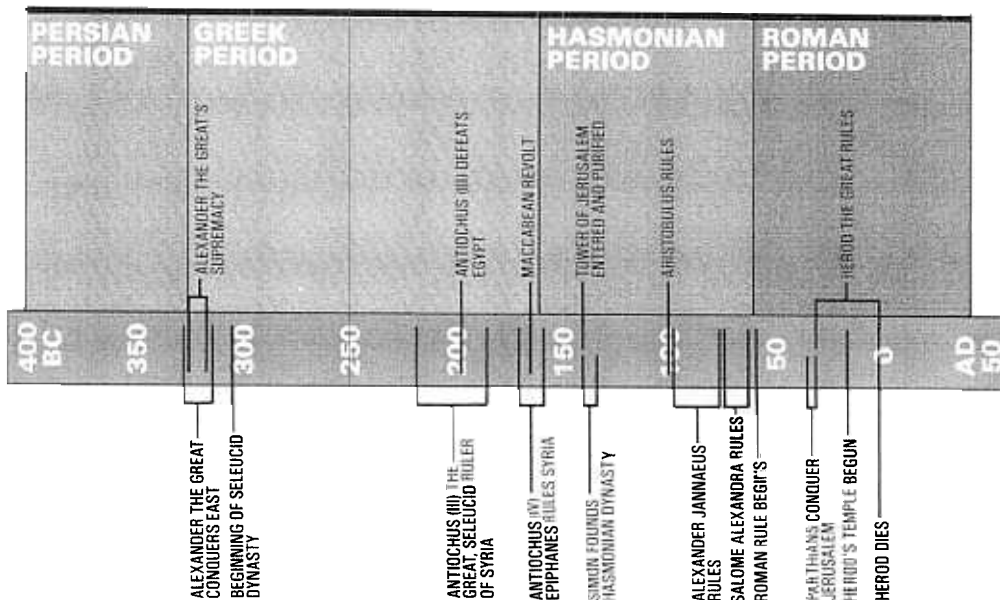 PERSIAN
PERIOD
GREEK
PERIOD
HASMONIAN
PERIOD
ROMAN
PERIOD
ALEXANDER THE GREAT'S
SUPREMACY
ANTIOCHUS (III) DEFEATS
EGYPT
MACCABEAN REVOLT
TOWER OF JERUSALEM
ENTERED AND PURIFIED
ARISTOBULUS RULES
HEROD THE GREAT RULES
400
BC
350
300
250
200
150
100
50
0
AD
50
ALEXANDER THE GREAT
CONQUERS EAST
BEGINNING OF SELEUCID
DYNASTY
ANTIOCHUS (III) THE
GREAT, SELEUCID RULER
OF SYRIA
ANTIOCHUS (IV)
EPIPHANES RULES SYRIA
SIMON FOUNDS
HASMONIAN DYNASTY
ALEXANDER JANNAEUS
RULES
SALOME ALEXANDRA RULES
ROMAN RULE BEGINS
PARTHIANS CONQUER
JERUSALEM
HEROD'S TEMPLE BEGUN
HEROD DIES